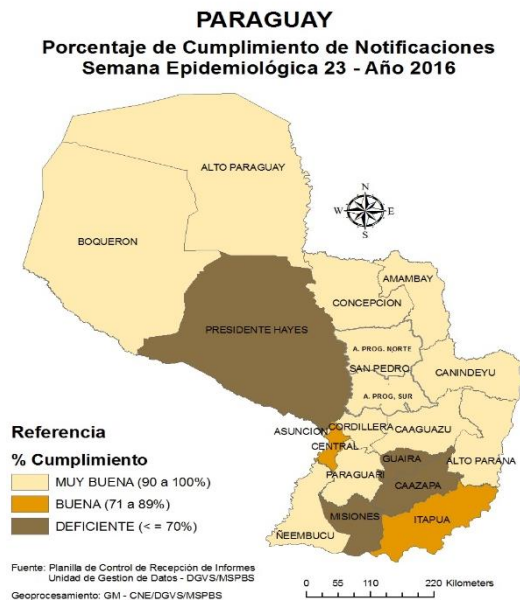 PARAGUAY
Porcentaje de Cumplimiento de Notificaciones
Semana Epidemiológica 23 - Año 2016
ALTO PARAGUAY
N
W E
S
BOQUERON
AMAMBAY
CONCEPCION
PRESIDENTE HAYES
A. PROG. NORTE
SAN PEDRO
CANINDEYU
A. PROG, SUR
ASUNCION
CORDILLERA
CAAGUAZU
CENTRAL
GUAIRA
ALTO PARANA
PARAGUARI
CAAZAPA
MISIONES
ITAPUA
ÑEEMBUCU
Referencia
% Cumplimiento
MUY BUENA (90 a 100%)
BUENA (71 a 89%)
DEFICIENTE (< = 70%)
Fuente: Planilla de Control de Recepción de Informes
Unidad de Gestion de Datos - DGVS/MSPBS
Geoprocesamiento: GM - CNE/DGVS/MSPBS
0 55 110 220 Kilometers